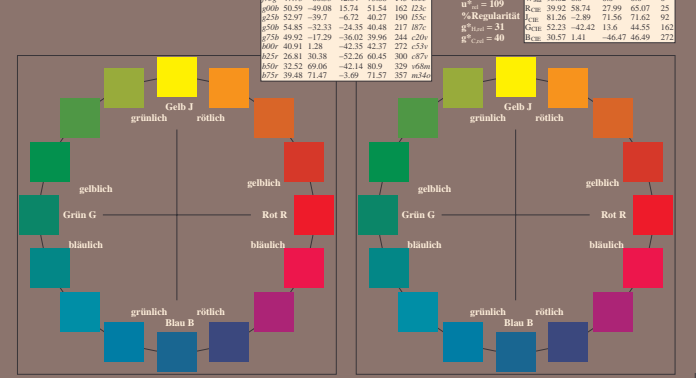 g00b 50.59 −49.08 15.74 51.54 162 l23c
g25b 52.97 −39.7 −6.72 40.27 190 l55c
g50b 54.85 −32.33 −24.35 40.48 217 l87c
g75b 49.92 −17.29 −36.02 39.96 244 c20v
b00r 40.91 1.28 −42.35 42.37 272 c53v
b25r 26.81 30.38 −52.26 60.45 300 c87v
b50r 32.52 69.06 −42.14 80.9 329 v68m
b75r 39.48 71.47 −3.69 71.57 357 m34o
u*rel = 109
%Regularität
g*H,rel = 31
g*C,rel = 40
RCIE 39.92 58.74 27.99 65.07 25
JCIE 81.26 −2.89 71.56 71.62 92
GCIE 52.23 −42.42 13.6 44.55 162
BCIE 30.57 1.41 −46.47 46.49 272
Gelb J
grünlich rötlich
gelblich gelblich
Grün G Rot R
bläulich bläulich
grünlich rötlich
Blau B
Gelb J
grünlich rötlich
gelblich gelblich
Grün G Rot R
bläulich bläulich
grünlich rötlich
Blau B